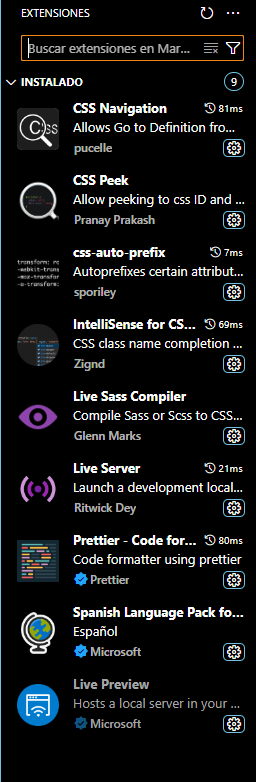 EXTENSIONES
Buscar extensiones en Mar...
INSTALADO 9
CSS Navigation 81ms
Allows Go to Definition fro...
pucelle
CSS Peek
Allow peeking to css ID and ...
Pranay Prakash
css-auto-prefix 7ms
Autoprefixes certain attribut...
sporiley
IntelliSense for CS... 69ms
CSS class name completion ...
Zignd
Live Sass Compiler
Compile Sass or Scss to CSS...
Glenn Marks
Live Server 21ms
Launch a development local...
Ritwick Dey
Prettier - Code for... 80ms
Code formatter using prettier
Prettier
Spanish Language Pack fo...
Español
Microsoft
Live Preview
Hosts a local server in your ...
Microsoft